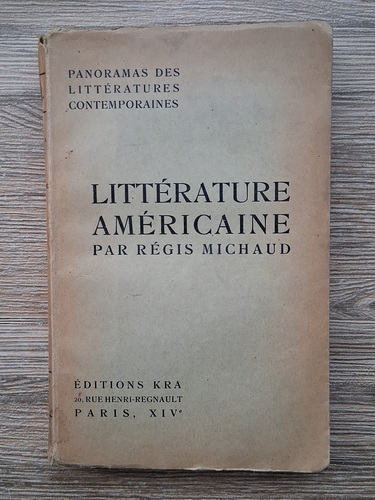 PANORAMAS DES
LITTÉRATURES
CONTEMPORAINES
LITTÉRATURE
AMÉRICAINE
PAR RÉGIS MICHAUD
ÉDITIONS KRA
RUE HENRI-REGNAULT
PARIS, XIVᵉ